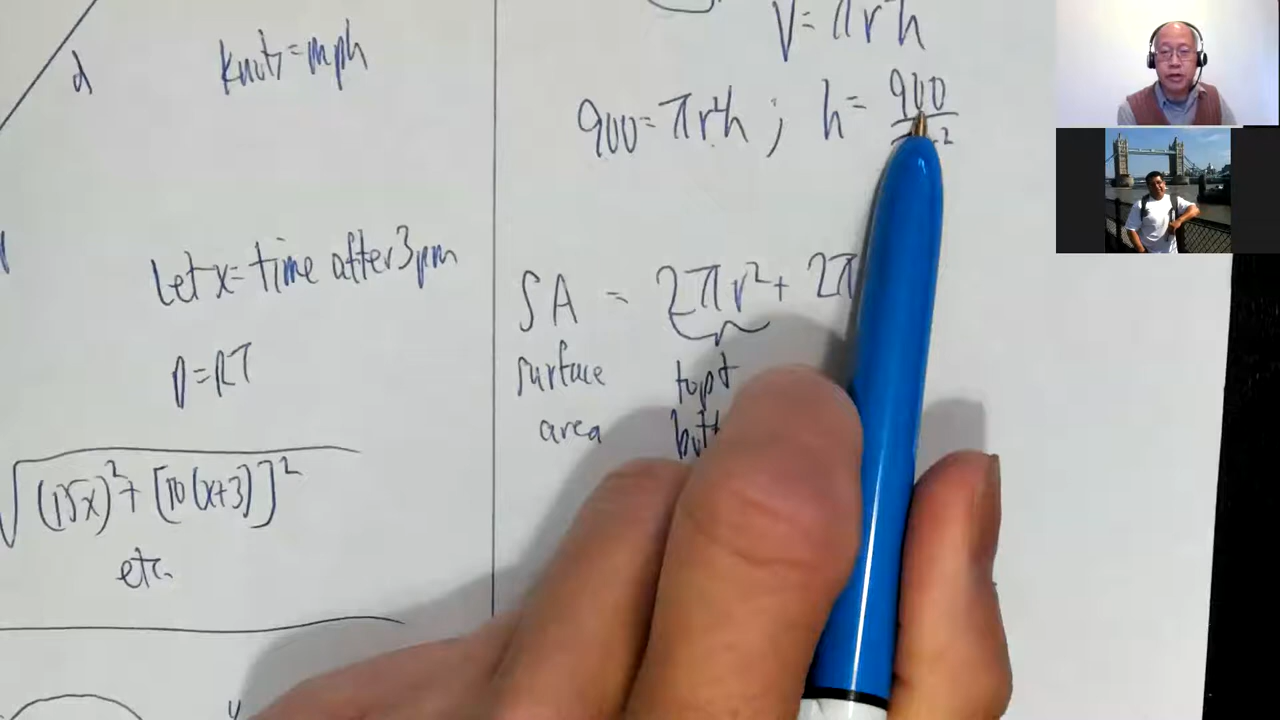 d
knots=mph
let x=time after 3pm
D=RT
√(15x)²+[10(x+3)]²
etc.
V=πr²h
900=πr²h ; h=900/πr²
SA = 2πr²+ 2π
surface
area
top &
bott
y